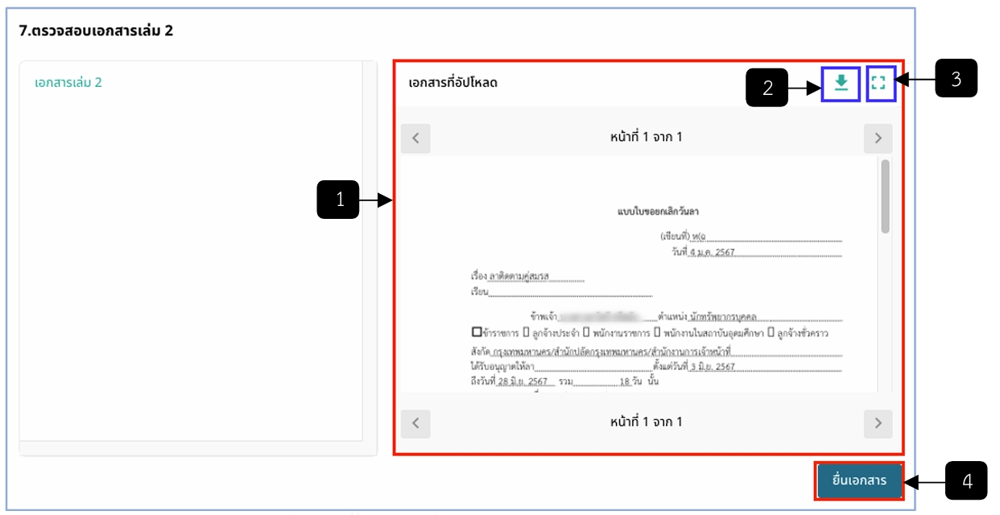 7.ตรวจสอบเอกสารเล่ม 2
เอกสารเล่ม 2
เอกสารที่อัปโหลด
2
3
หน้าที่ 1 จาก 1
1
แบบใบขอยกเลิกวันลา
(เขียนที่) ห(ฉ
วันที่ 4 ม.ค. 2567
เรื่อง ลาติดตามคู่สมรส
เรียน
ข้าพเจ้า ตำแหน่ง นักทรัพยากรบุคคล
ข้าราชการ ลูกจ้างประจำ พนักงานราชการ พนักงานในสถาบันอุดมศึกษา ลูกจ้างชั่วคราว
สังกัด กรุงเทพมหานคร/สำนักปลัดกรุงเทพมหานคร/สำนักงานการเจ้าหน้าที่
ได้รับอนุญาตให้ลา ตั้งแต่วันที่ 3 มิ.ย. 2567
ถึงวันที่ 28 มิ.ย. 2567 รวม 18 วัน นั้น
หน้าที่ 1 จาก 1
ยื่นเอกสาร
4